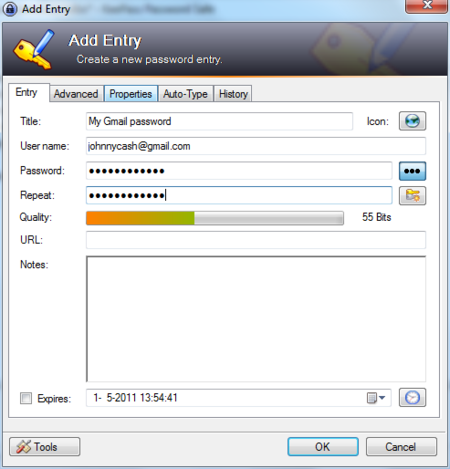 Add Entry
Add Entry
Create a new password entry.
Entry Advanced Properties Auto-Type History
Title: My Gmail password Icon:
User name: johnnycash@gmail.com
Password: ●●●●●●●●●●●● ●●●
Repeat: ●●●●●●●●●●●●
Quality: 55 Bits
URL:
Notes:
Expires: 1- 5-2011 13:54:41
Tools OK Cancel